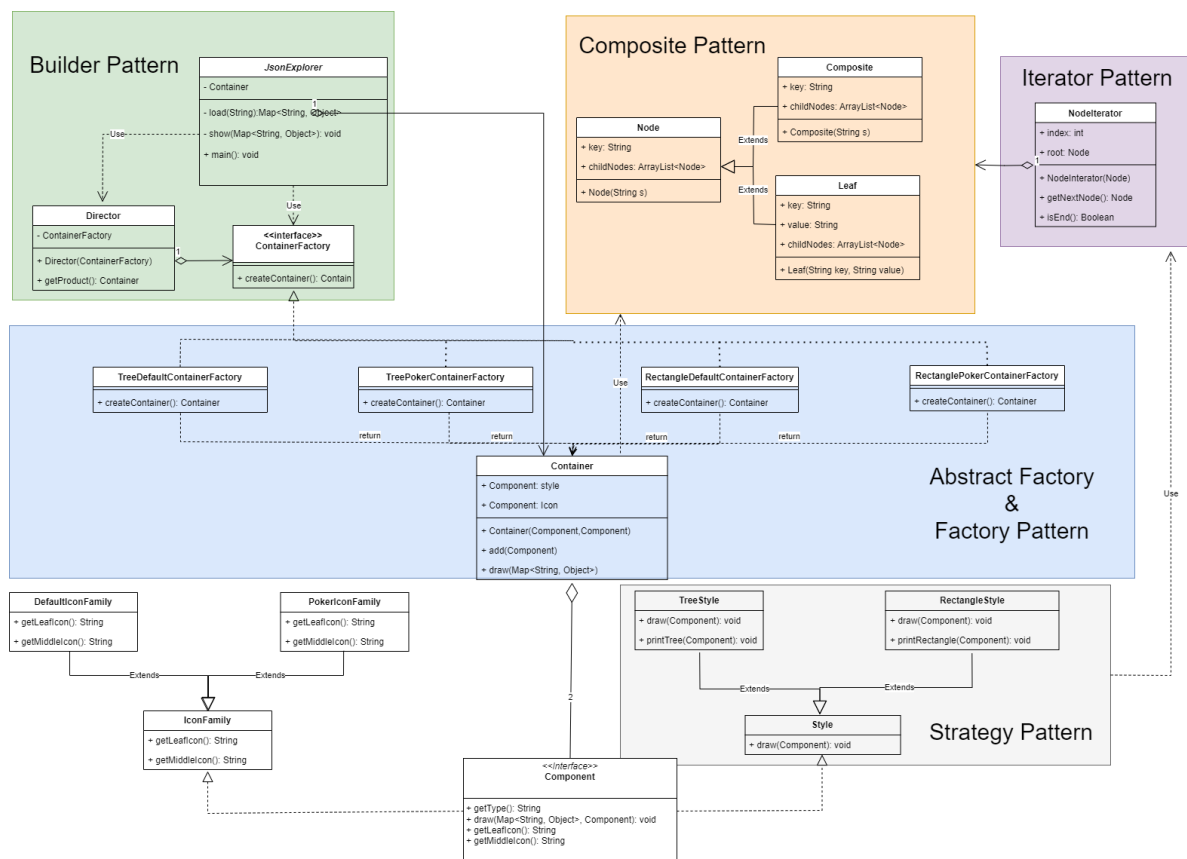 Builder Pattern
JsonExplorer
- Container
- load(String):Map<String, Object>
- show(Map<String, Object>): void
+ main(): void
1
Use
Use
Director
- ContainerFactory
+ Director(ContainerFactory)
+ getProduct(): Container
1
<<interface>>
ContainerFactory
+ createContainer(): Contain
Composite Pattern
Composite
+ key: String
+ childNodes: ArrayList<Node>
+ Composite(String s)
Node
+ key: String
+ childNodes: ArrayList<Node>
+ Node(String s)
Extends
Extends
Leaf
+ key: String
+ value: String
+ childNodes: ArrayList<Node>
+ Leaf(String key, String value)
Iterator Pattern
NodeIterator
+ index: int
+ root: Node
+ NodeInterator(Node)
+ getNextNode(): Node
+ isEnd(): Boolean
1
TreeDefaultContainerFactory
+ createContainer(): Container
TreePokerContainerFactory
+ createContainer(): Container
RectangleDefaultContainerFactory
+ createContainer(): Container
RectanglePokerContainerFactory
+ createContainer(): Container
Use
return
return
return
return
Container
+ Component: style
+ Component: Icon
+ Container(Component,Component)
+ add(Component)
+ draw(Map<String, Object>)
Abstract Factory
&
Factory Pattern
Use
DefaultIconFamily
+ getLeafIcon(): String
+ getMiddleIcon(): String
PokerIconFamily
+ getLeafIcon(): String
+ getMiddleIcon(): String
Extends
Extends
IconFamily
+ getLeafIcon(): String
+ getMiddleIcon(): String
2
TreeStyle
+ draw(Component): void
+ printTree(Component): void
RectangleStyle
+ draw(Component): void
+ printRectangle(Component): void
Extends
Extends
Style
+ draw(Component): void
Strategy Pattern
<<Interface>>
Component
+ getType(): String
+ draw(Map<String, Object>, Component): void
+ getLeafIcon(): String
+ getMiddleIcon(): String